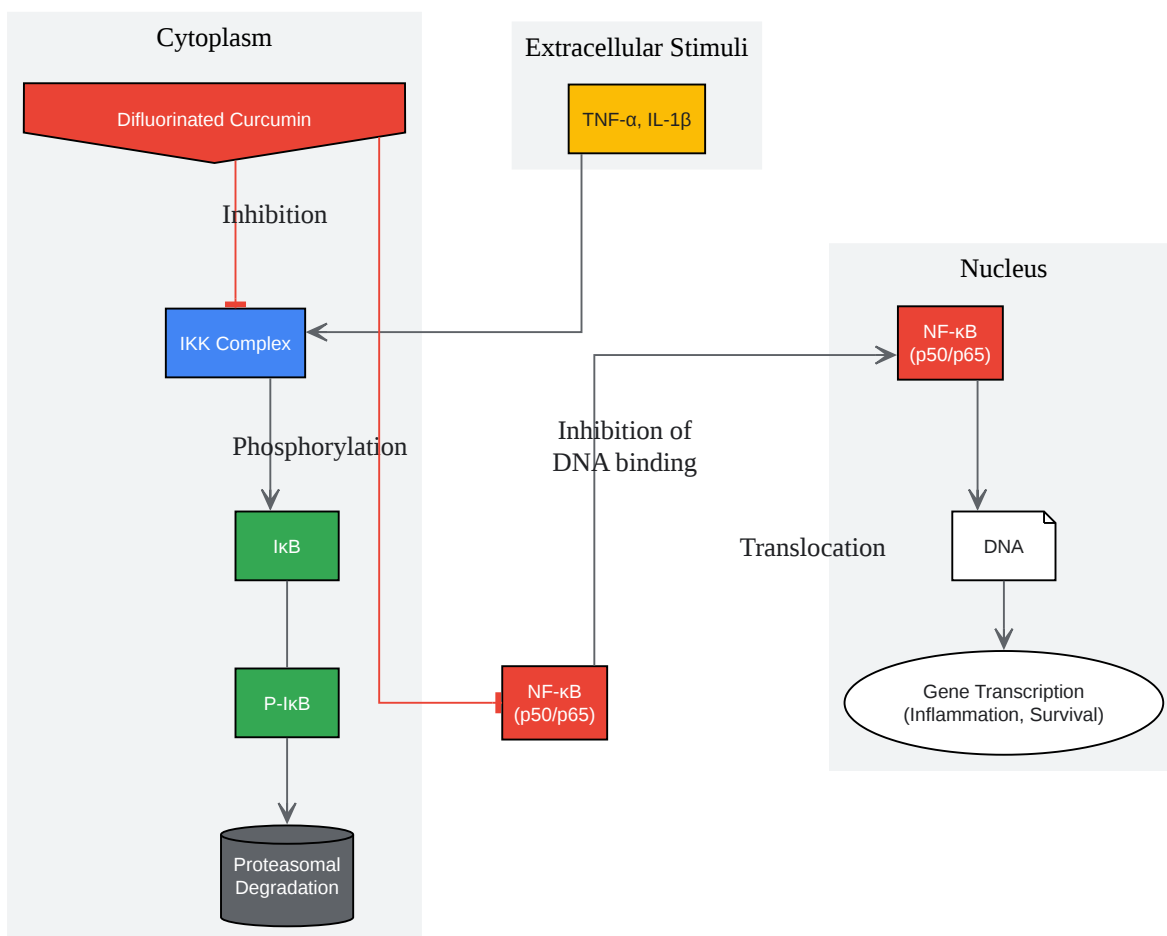 Cytoplasm
Extracellular Stimuli
Difluorinated Curcumin
TNF-α, IL-1β
Inhibition
Nucleus
IKK Complex
NF-κB
(p50/p65)
Phosphorylation
Inhibition of
DNA binding
IκB
Translocation
DNA
P-IκB
NF-κB
(p50/p65)
Gene Transcription
(Inflammation, Survival)
Proteasomal
Degradation